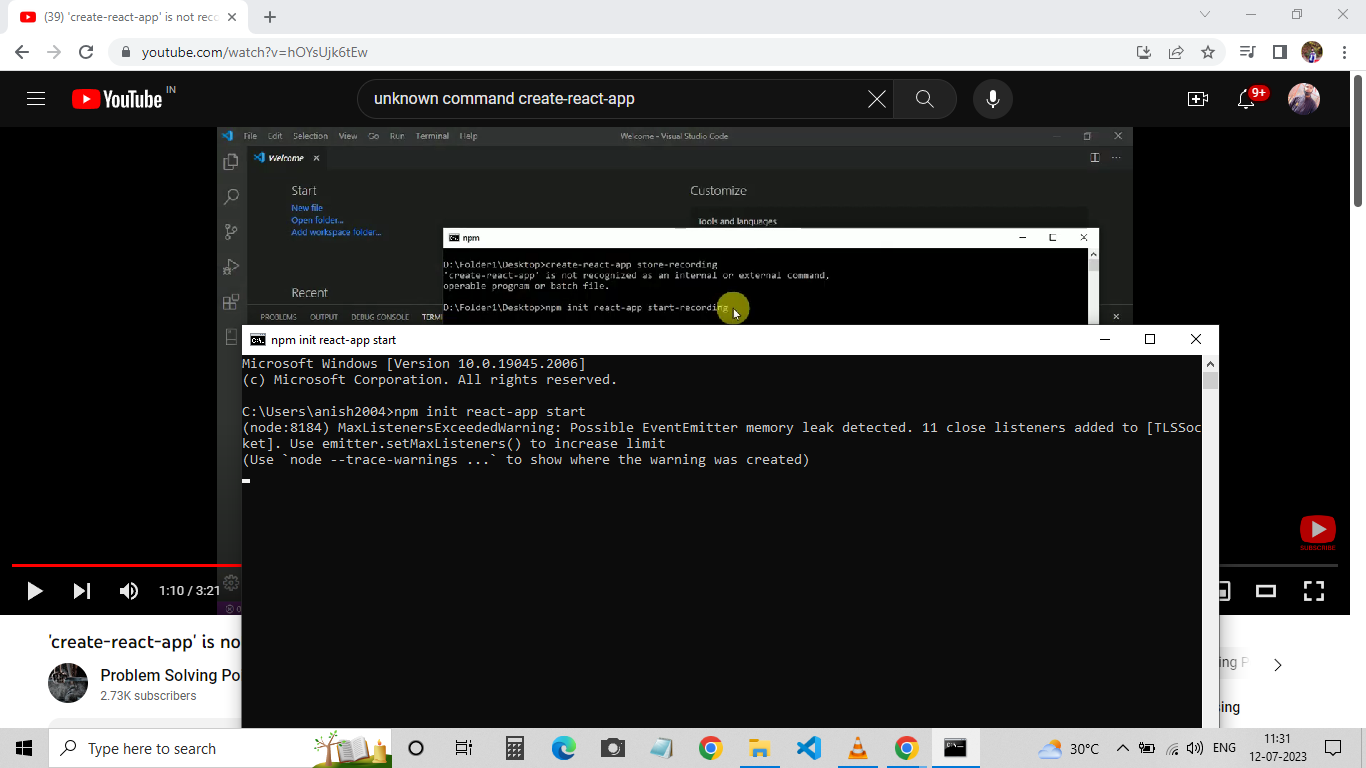 (39) 'create-react-app' is not rec
youtube.com/watch?v=hOYsUjk6tEw
YouTube IN
unknown command create-react-app
9+
File Edit Selection View Go Run Terminal Help
Welcome - Visual Studio Code
Welcome
Start
Customize
New file
Open folder...
Add workspace folder...
Tools and languages
npm
D:\Folder1\Desktop>create-react-app store-recording
'create-react-app' is not recognized as an internal or external command,
operable program or batch file.
Recent
D:\Folder1\Desktop>npm init react-app start-recording
PROBLEMS OUTPUT DEBUG CONSOLE TERM
npm init react-app start
Microsoft Windows [Version 10.0.19045.2006]
(c) Microsoft Corporation. All rights reserved.
C:\Users\anish2004>npm init react-app start
(node:8184) MaxListenersExceededWarning: Possible EventEmitter memory leak detected. 11 close listeners added to [TLSSoc
ket]. Use emitter.setMaxListeners() to increase limit
(Use `node --trace-warnings ...` to show where the warning was created)
SUBSCRIBE
1:10 / 3:21
'create-react-app' is no
Problem Solving Po
2.73K subscribers
ing P
sing
Type here to search
30°C
ENG
11:31
12-07-2023